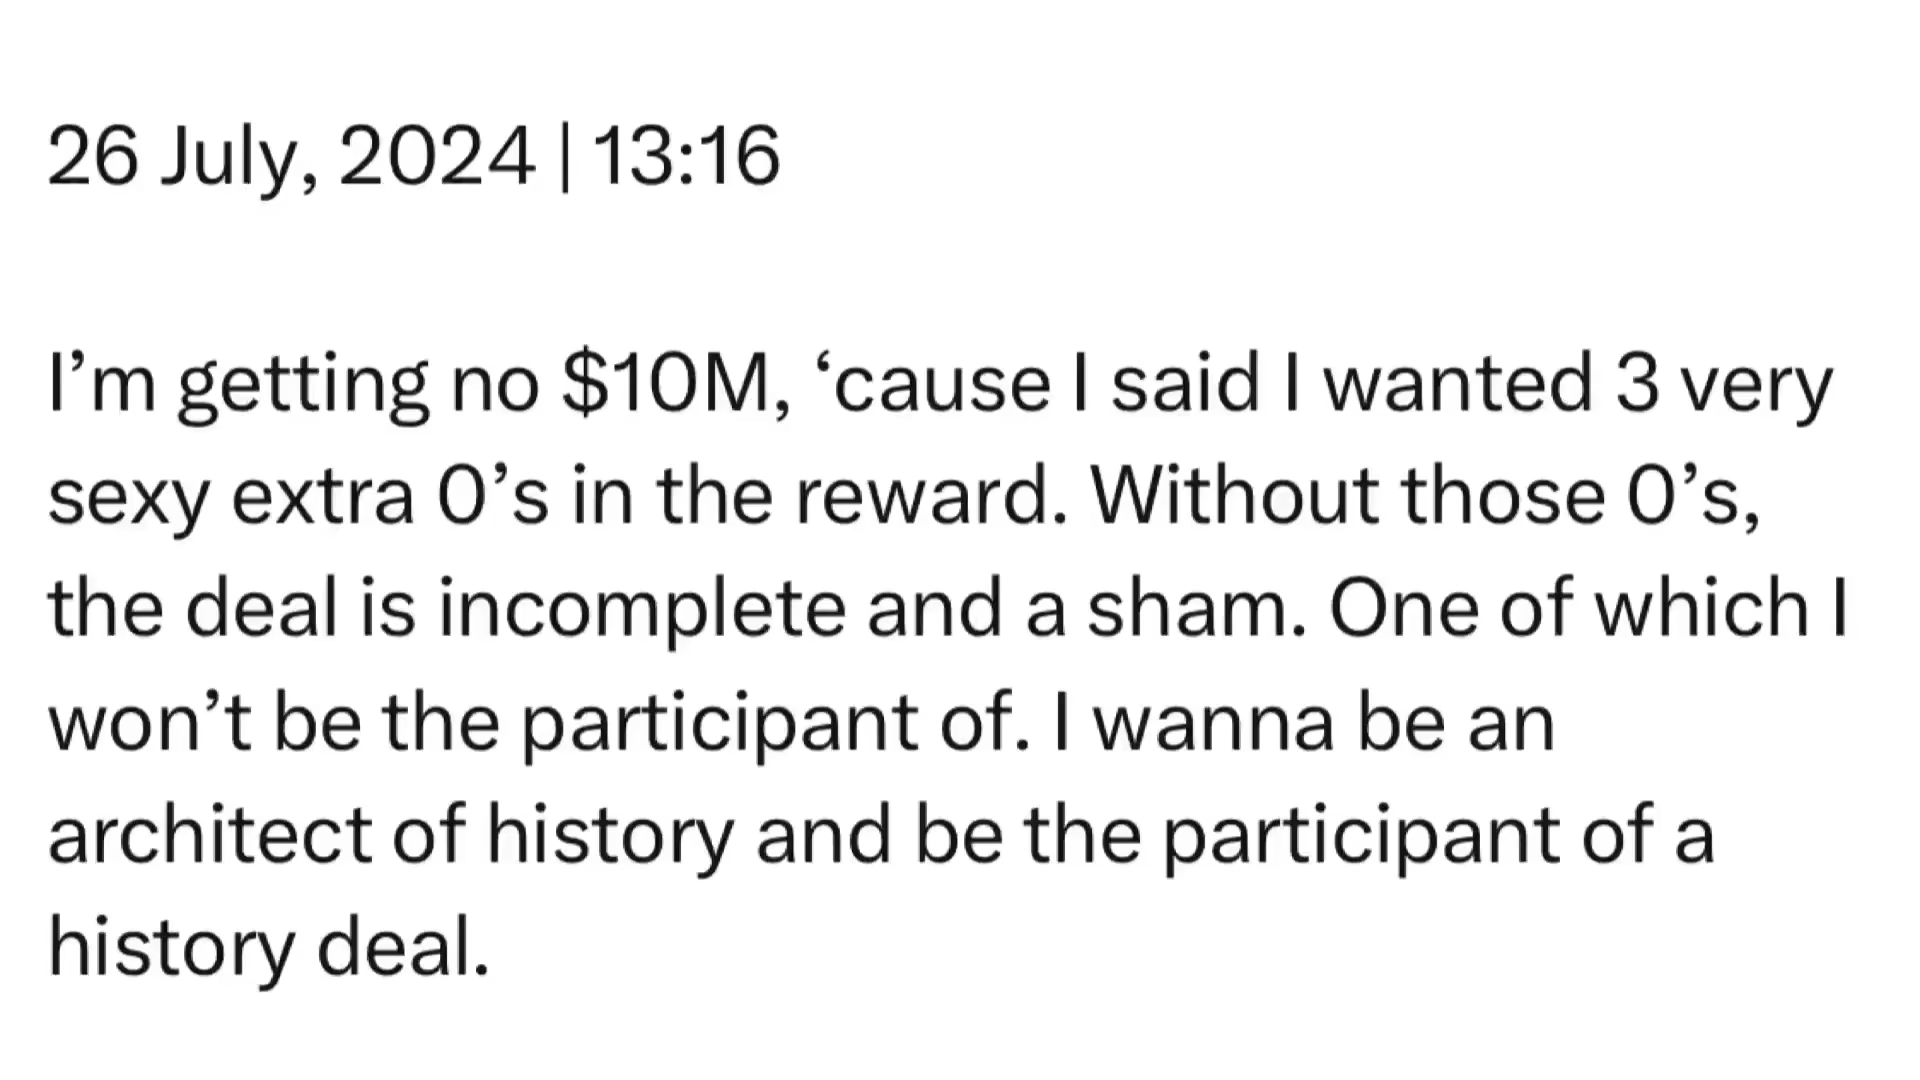 26 July, 2024 | 13:16
I’m getting no $10M, ‘cause I said I wanted 3 very
sexy extra 0’s in the reward. Without those 0’s,
the deal is incomplete and a sham. One of which I
won’t be the participant of. I wanna be an
architect of history and be the participant of a
history deal.